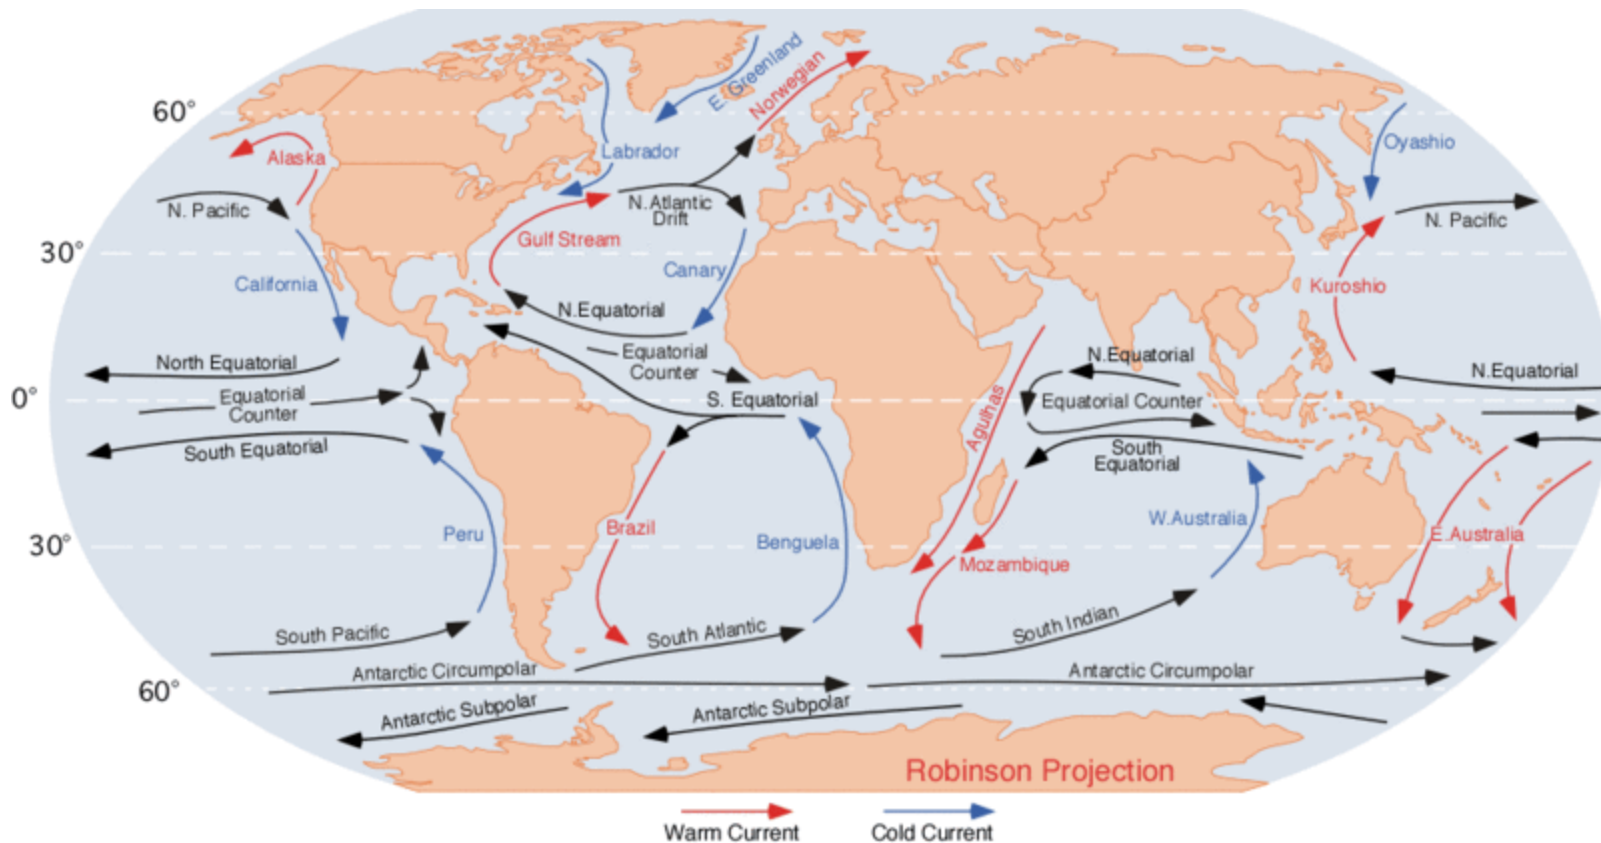 E. Greenland
Norwegian
60°
Labrador
Oyashio
Alaska
N. Pacific
N.Atlantic
Drift
N. Pacific
Gulf Stream
30°
Canary
California
Kuroshio
N.Equatorial
North Equatorial
Equatorial
Counter
N.Equatorial
N.Equatorial
0°
Equatorial
Counter
S. Equatorial
Agulhas
Equatorial Counter
South Equatorial
South
Equatorial
Peru
Brazil
Benguela
W.Australia
E.Australia
30°
Mozambique
South Pacific
South Atlantic
South Indian
Antarctic Circumpolar
Antarctic Circumpolar
60°
Antarctic Subpolar
Antarctic Subpolar
Robinson Projection
Warm Current
Cold Current